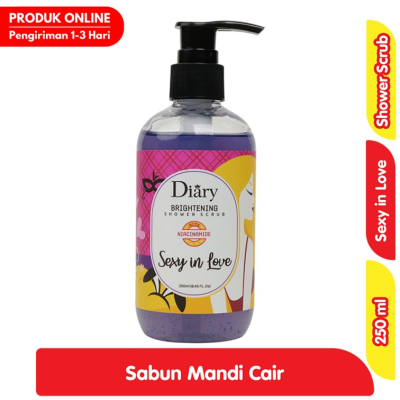 PRODUK ONLINE
Pengiriman 1-3 Hari
Diary
BRIGHTENING
SHOWER SCRUB
NIACINAMIDE
Sexy in Love
Shower Scrub
Sexy in Love
250 ml
Sabun Mandi Cair